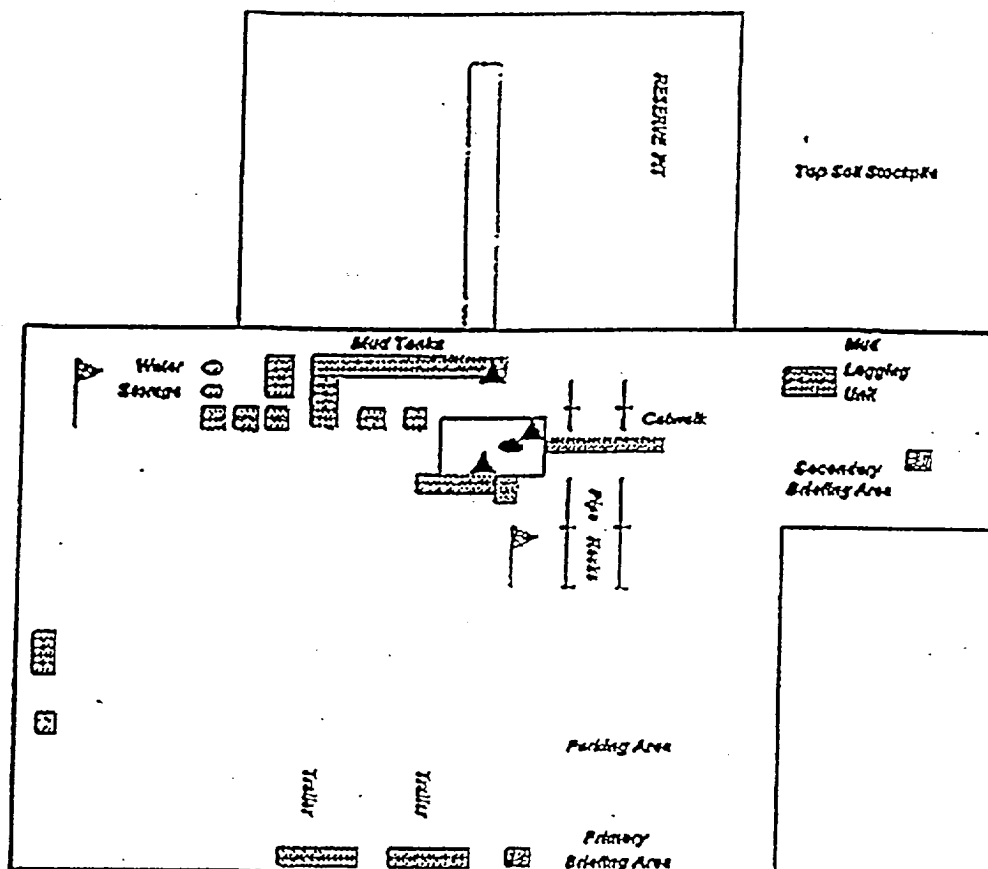 RESERVE PIT
Top Soil Stockpile
Mud Tanks
Water
Storage
Mud
Logging
Unit
Catwalk
Secondary
Briefing Area
Pipe Racks
Parking Area
Trailer
Trailer
Primary
Briefing Area